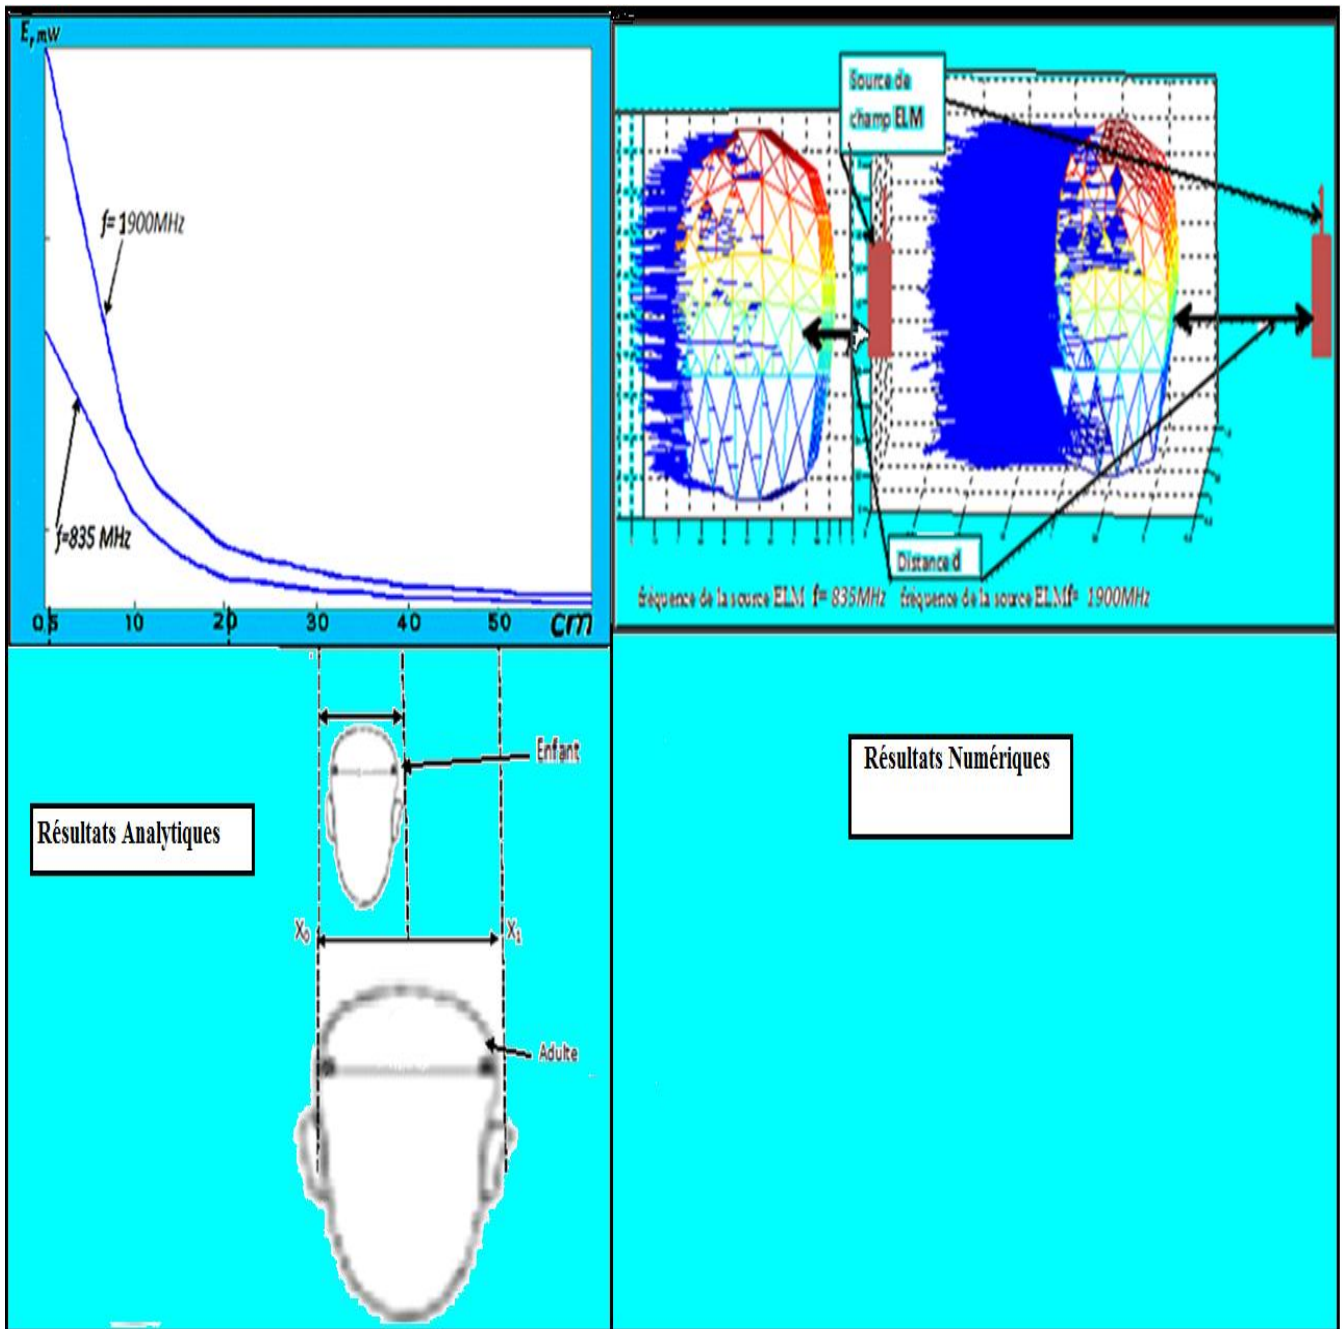 E, mW
f= 1900MHz
f=835 MHz
0.5 10 20 30 40 50 cm
Source de
champ ELM
Distance d
fréquence de la source ELM f= 835MHz fréquence de la source ELMf= 1900MHz
Enfant
Résultats Analytiques
X₀ X₁
Adulte
Résultats Numériques